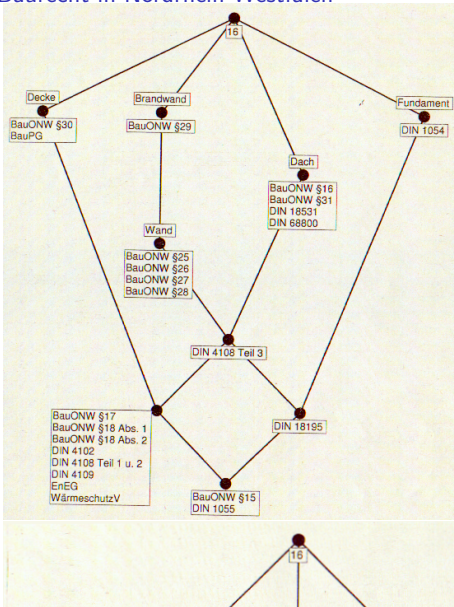 Baurecht in Nordrhein-Westfalen
16
Decke
BauONW §30
BauPG
Brandwand
BauONW §29
Fundament
DIN 1054
Dach
BauONW §16
BauONW §31
DIN 18531
DIN 68800
Wand
BauONW §25
BauONW §26
BauONW §27
BauONW §28
DIN 4108 Teil 3
BauONW §17
BauONW §18 Abs. 1
BauONW §18 Abs. 2
DIN 4102
DIN 4108 Teil 1 u. 2
DIN 4109
EnEG
WärmeschutzV
DIN 18195
BauONW §15
DIN 1055
16